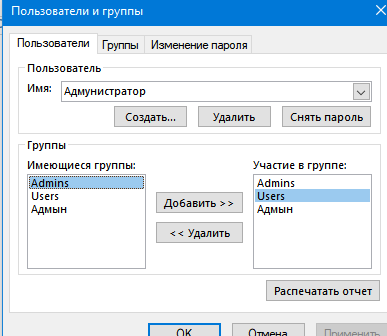 Пользователи и группы
Пользователи Группы Изменение пароля
Пользователь
Имя: Адмунистратор
Создать... Удалить Снять пароль
Группы
Имеющиеся группы: Участие в группе:
Admins Admins
Users Добавить >> Users
Адмын Адмын
<< Удалить
Распечатать отчет
OK Отмена Применить